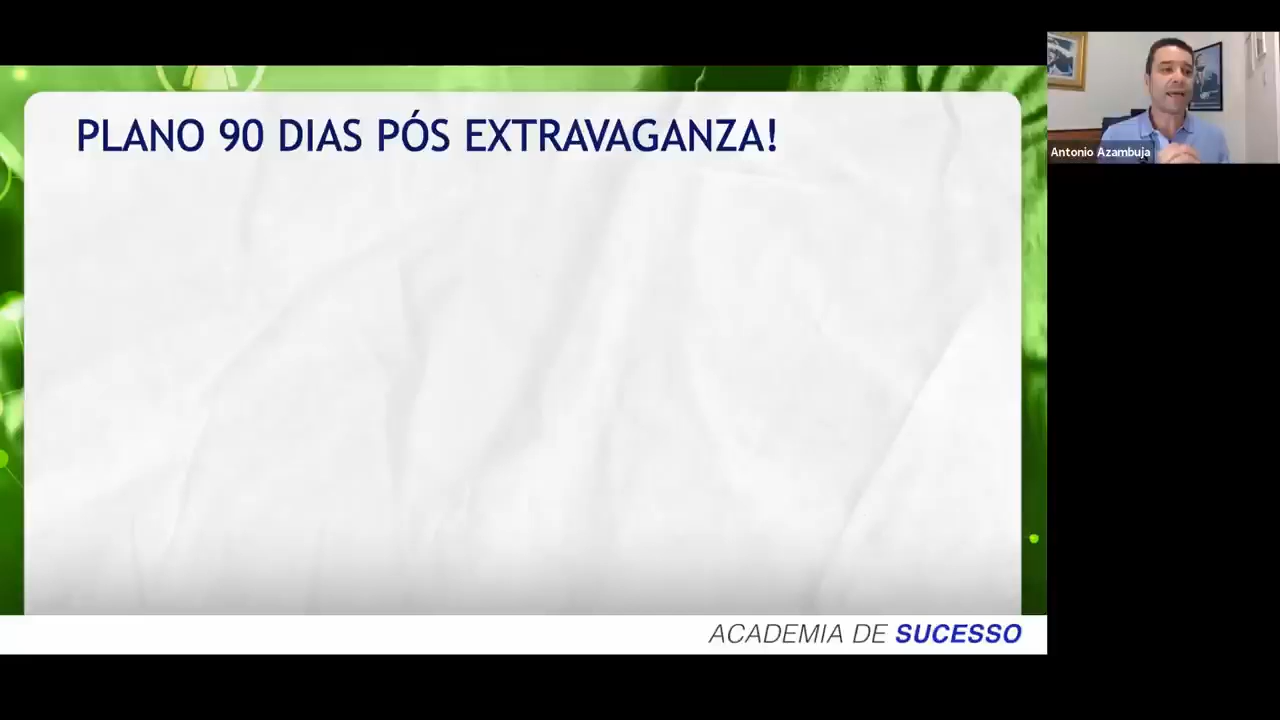 PLANO 90 DIAS PÓS EXTRAVAGANZA!
Antonio Azambuja
ACADEMIA DE SUCESSO